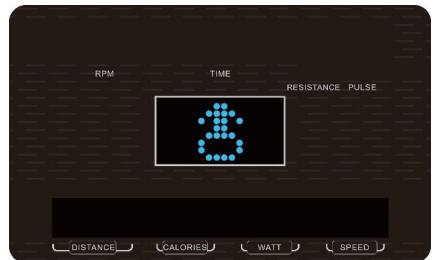 RPM
TIME
RESISTANCE PULSE
DISTANCE
CALORIES
WATT
SPEED